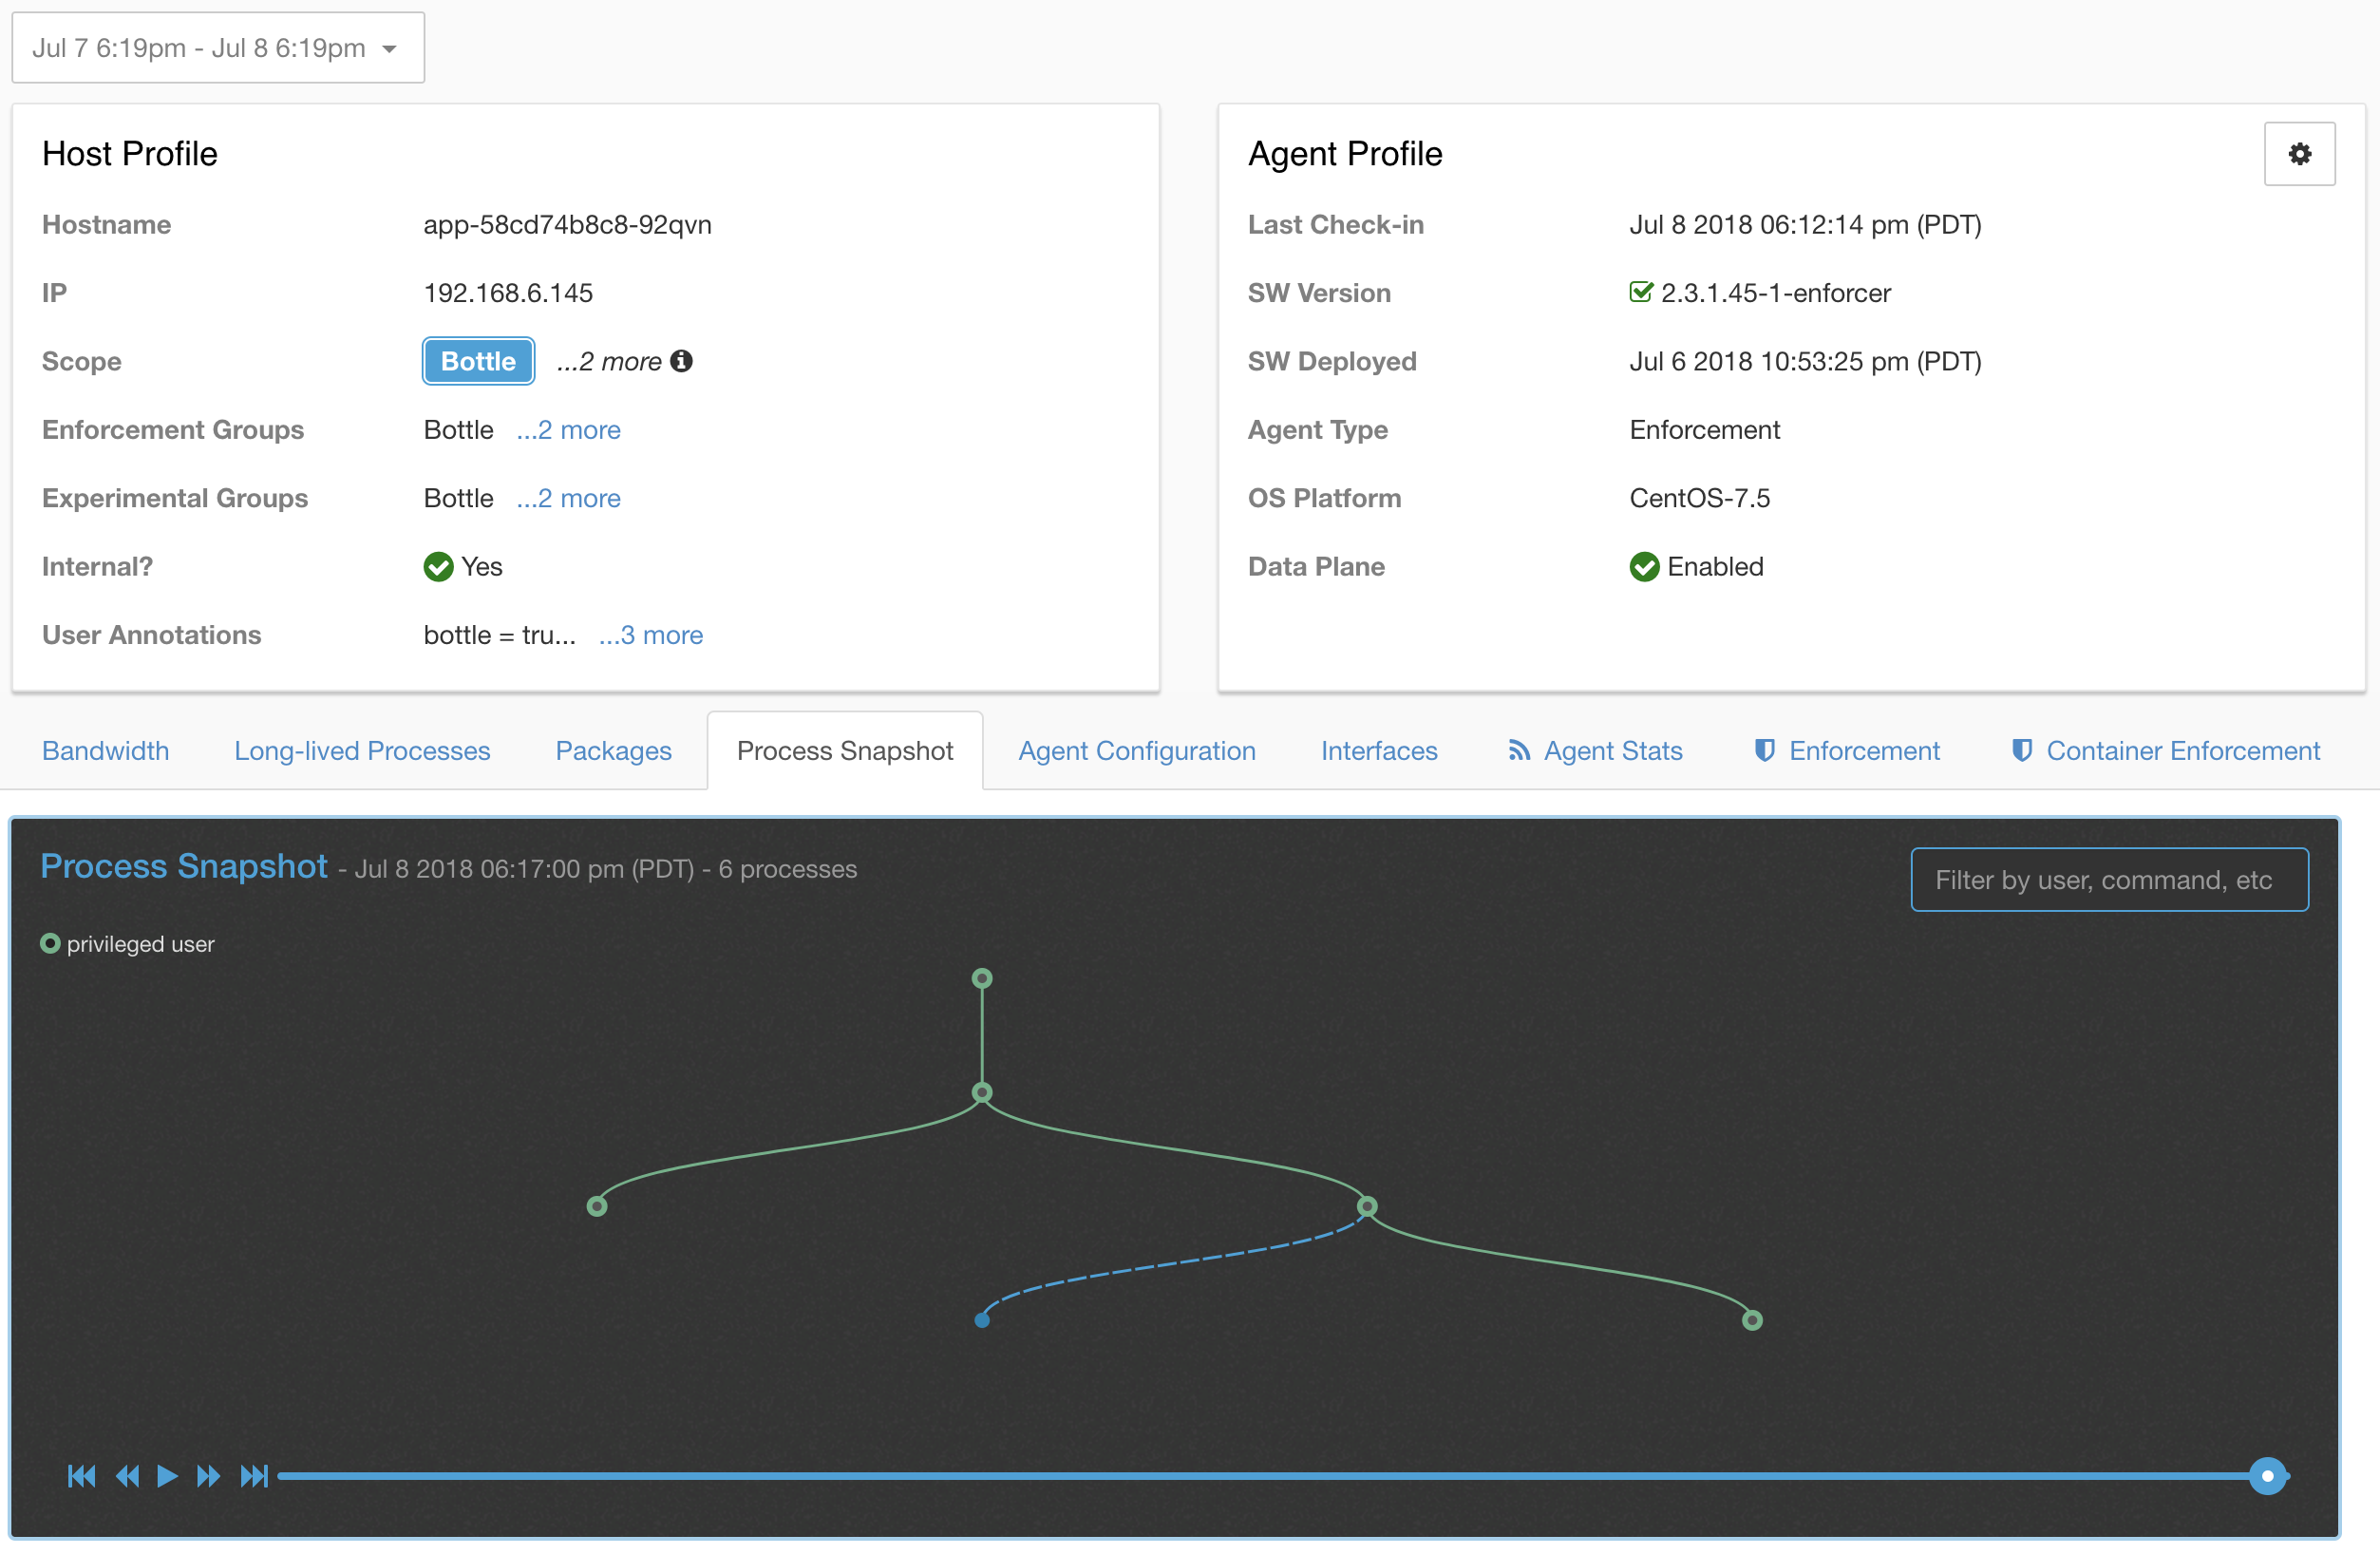 Jul 7 6:19pm - Jul 8 6:19pm
Host Profile
Hostname app-58cd74b8c8-92qvn
IP 192.168.6.145
Scope Bottle ...2 more
Enforcement Groups Bottle ...2 more
Experimental Groups Bottle ...2 more
Internal? Yes
User Annotations bottle = tru... ...3 more
Agent Profile
Last Check-in Jul 8 2018 06:12:14 pm (PDT)
SW Version 2.3.1.45-1-enforcer
SW Deployed Jul 6 2018 10:53:25 pm (PDT)
Agent Type Enforcement
OS Platform CentOS-7.5
Data Plane Enabled
Bandwidth Long-lived Processes Packages Process Snapshot Agent Configuration Interfaces Agent Stats Enforcement Container Enforcement
Process Snapshot - Jul 8 2018 06:17:00 pm (PDT) - 6 processes
Filter by user, command, etc
privileged user